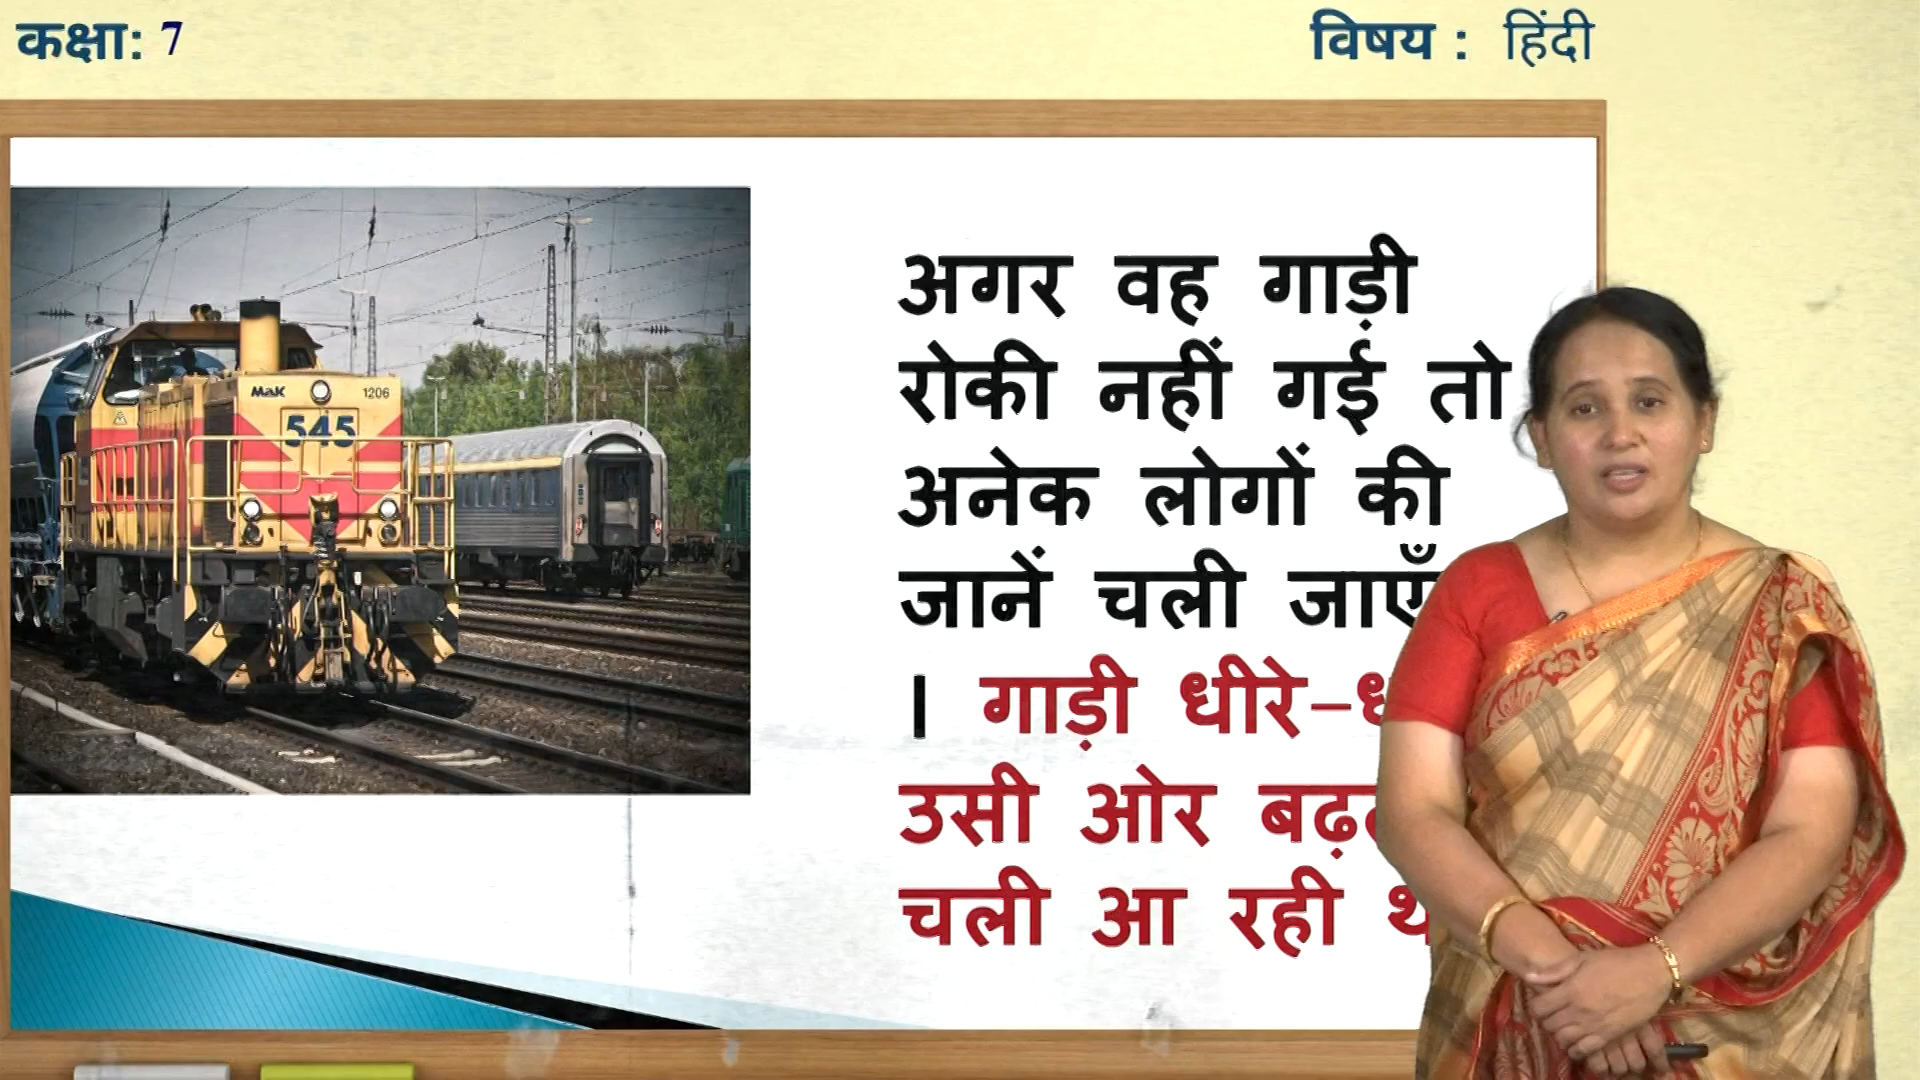 कक्षा: 7
विषय : हिंदी
अगर वह गाड़ी
रोकी नहीं गई तो
अनेक लोगों की
जानें चली जाएँ
। गाड़ी धीरे-
उसी ओर
चली आ रही
MaK 1206
545